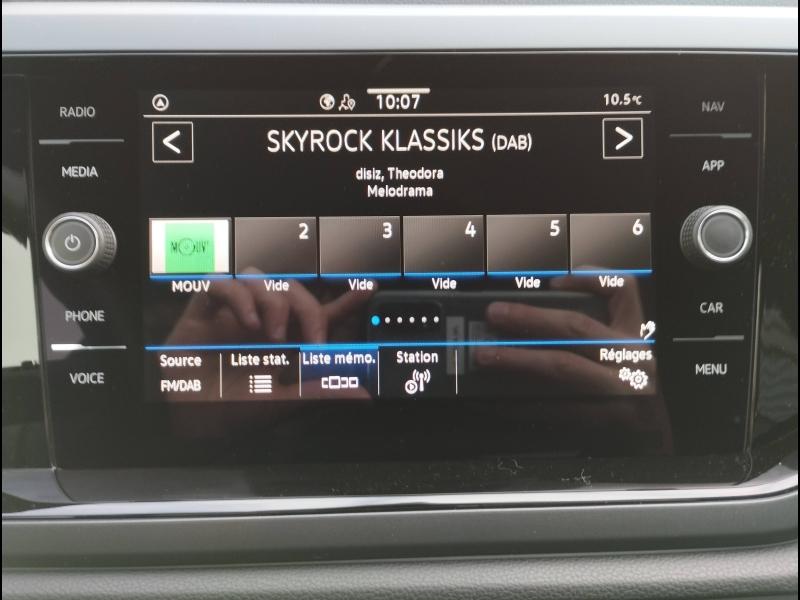 RADIO
MEDIA
PHONE
VOICE
10:07
10.5°C
< SKYROCK KLASSIKS (DAB) >
disiz, Theodora
Melodrama
MOUV' 2 3 4 5 6
MOUV Vide Vide Vide Vide Vide
Source Liste stat. Liste mémo. Station Réglages
FM/DAB
NAV
APP
CAR
MENU